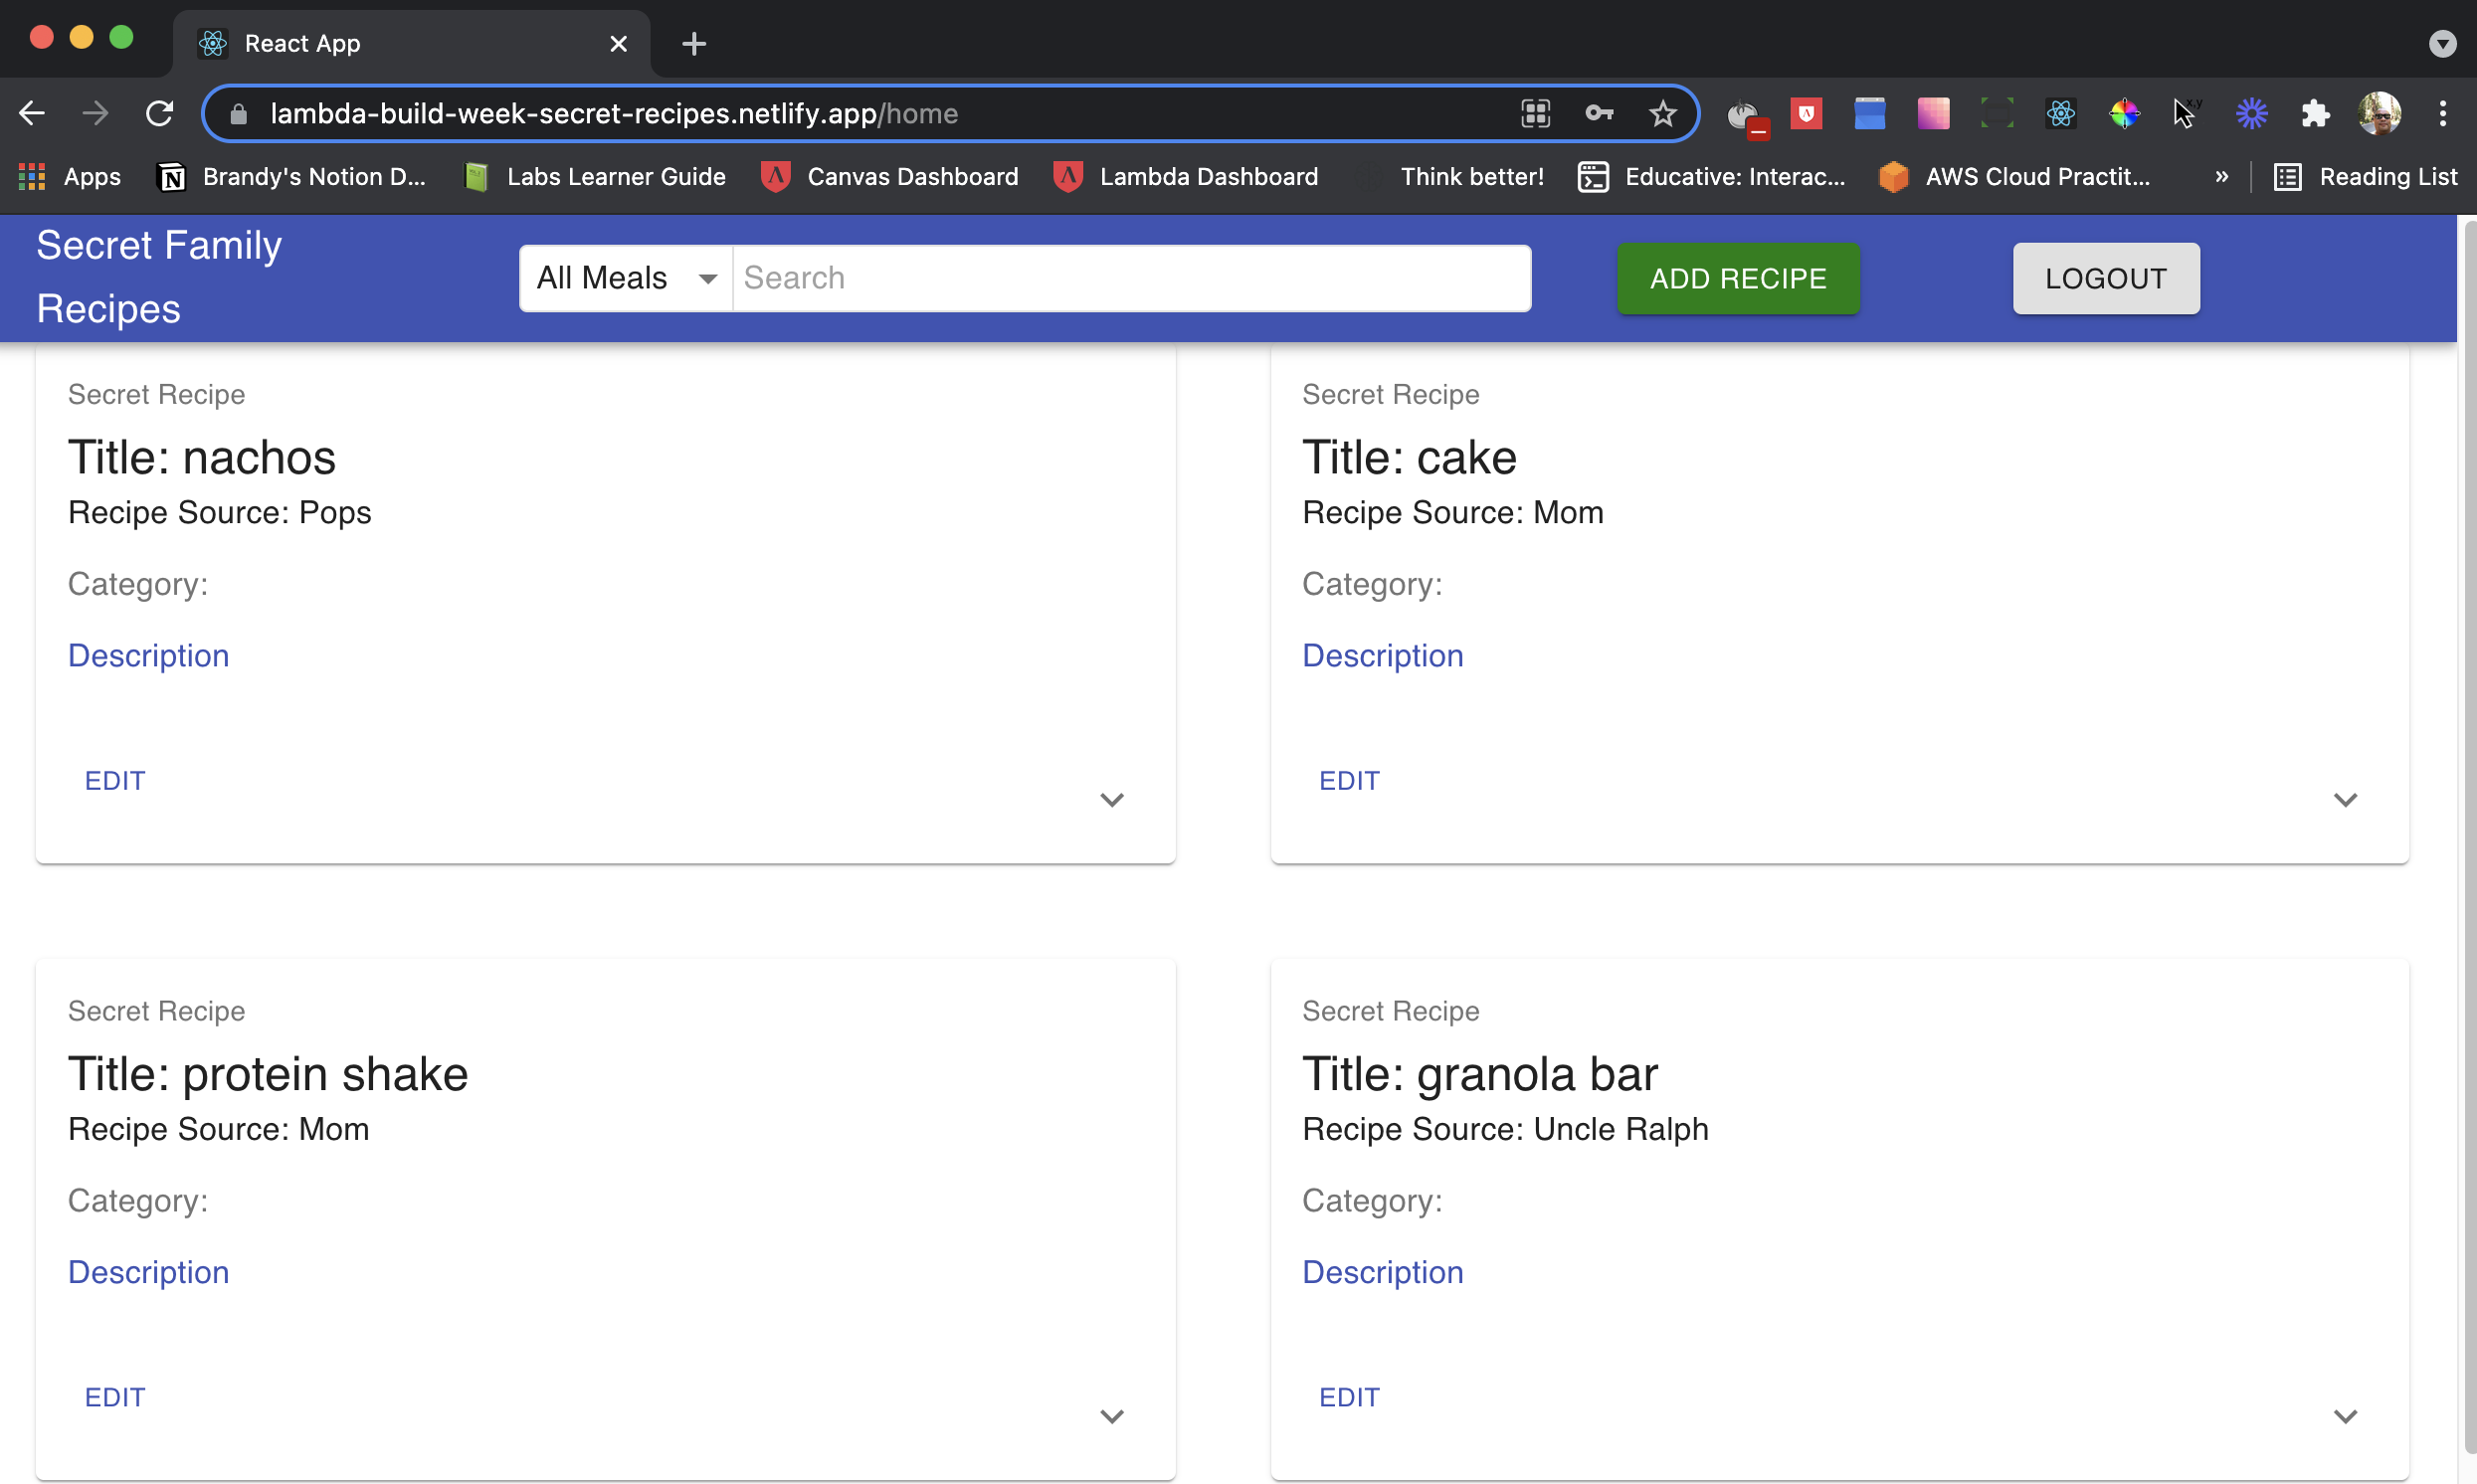 React App
lambda-build-week-secret-recipes.netlify.app/home
Apps Brandy's Notion D... Labs Learner Guide Canvas Dashboard Lambda Dashboard Think better! Educative: Interac... AWS Cloud Practit... » Reading List
Secret Family
Recipes
All Meals Search ADD RECIPE LOGOUT
Secret Recipe
Title: nachos
Recipe Source: Pops
Category:
Description
EDIT
Secret Recipe
Title: cake
Recipe Source: Mom
Category:
Description
EDIT
Secret Recipe
Title: protein shake
Recipe Source: Mom
Category:
Description
EDIT
Secret Recipe
Title: granola bar
Recipe Source: Uncle Ralph
Category:
Description
EDIT